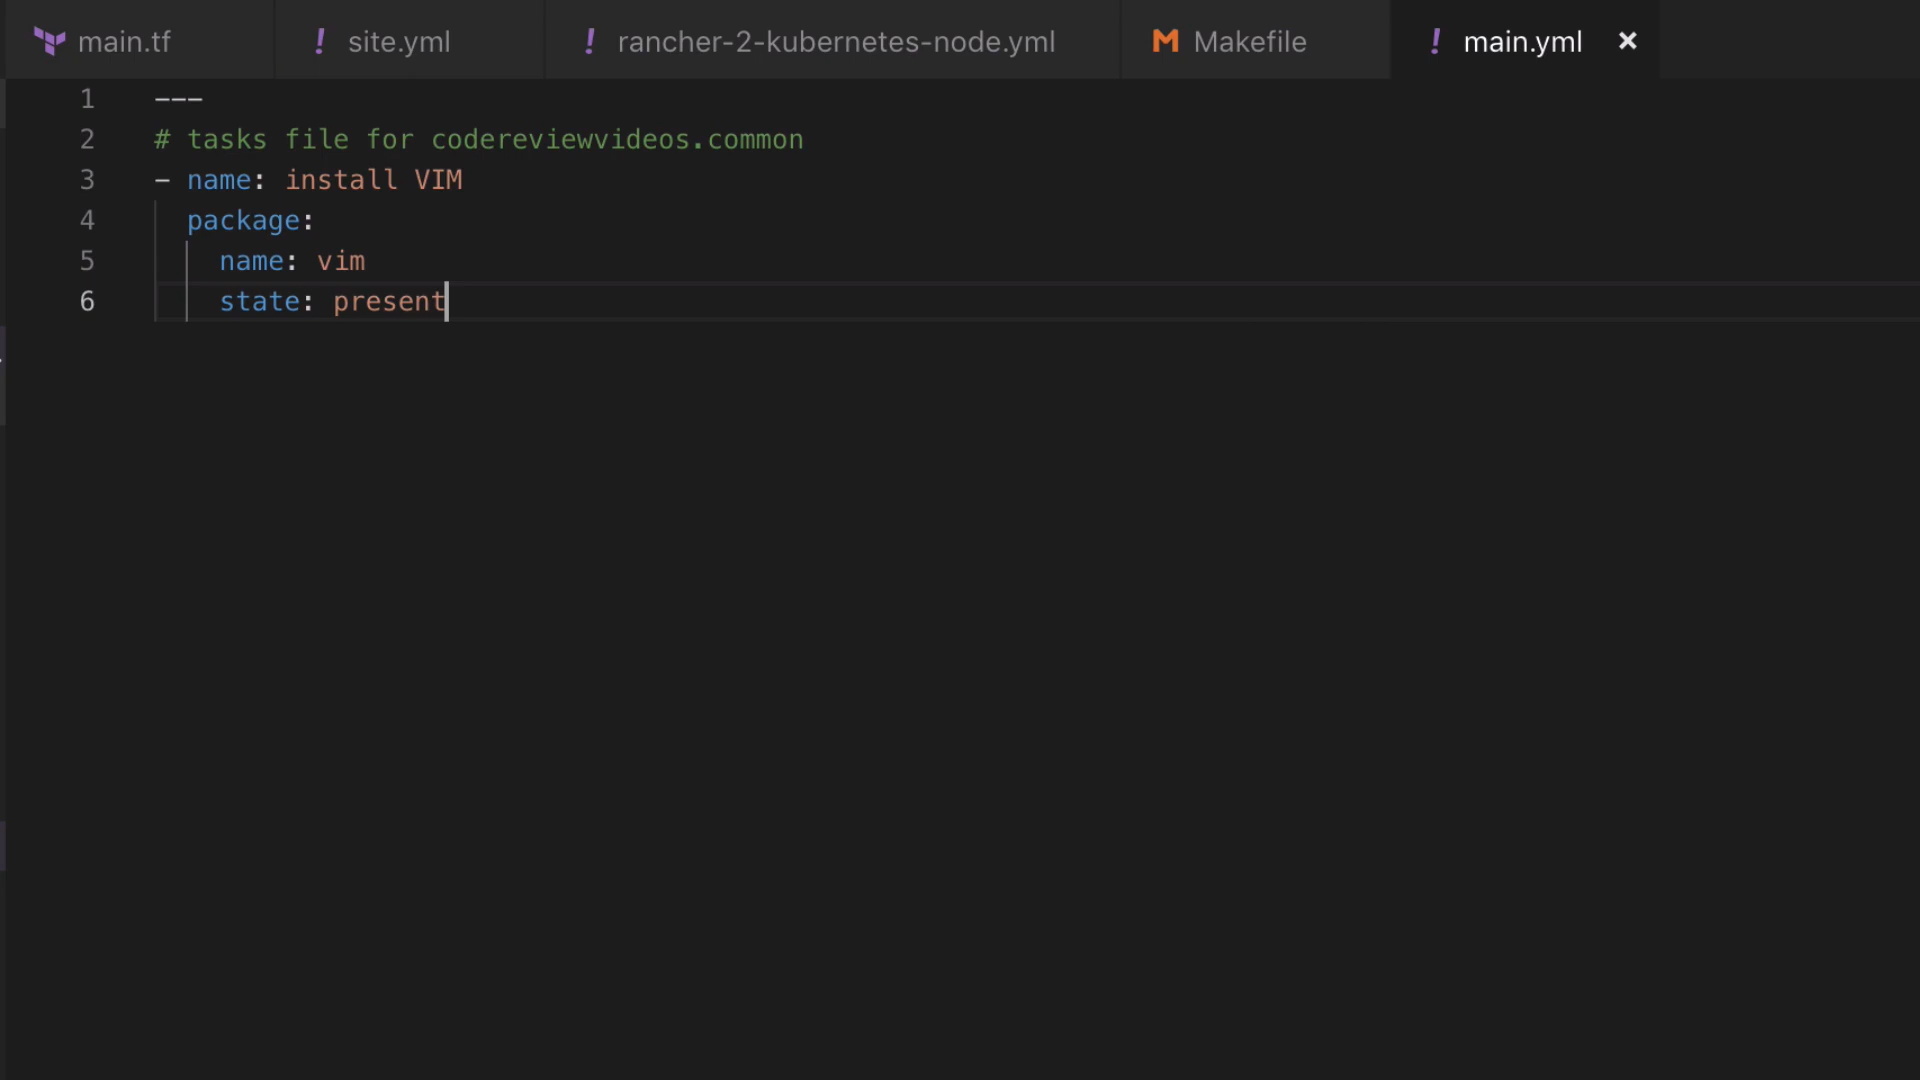 main.tf ! site.yml ! rancher-2-kubernetes-node.yml M Makefile ! main.yml ×
1 ---
2 # tasks file for codereviewvideos.common
3 - name: install VIM
4 package:
5 name: vim
6 state: present